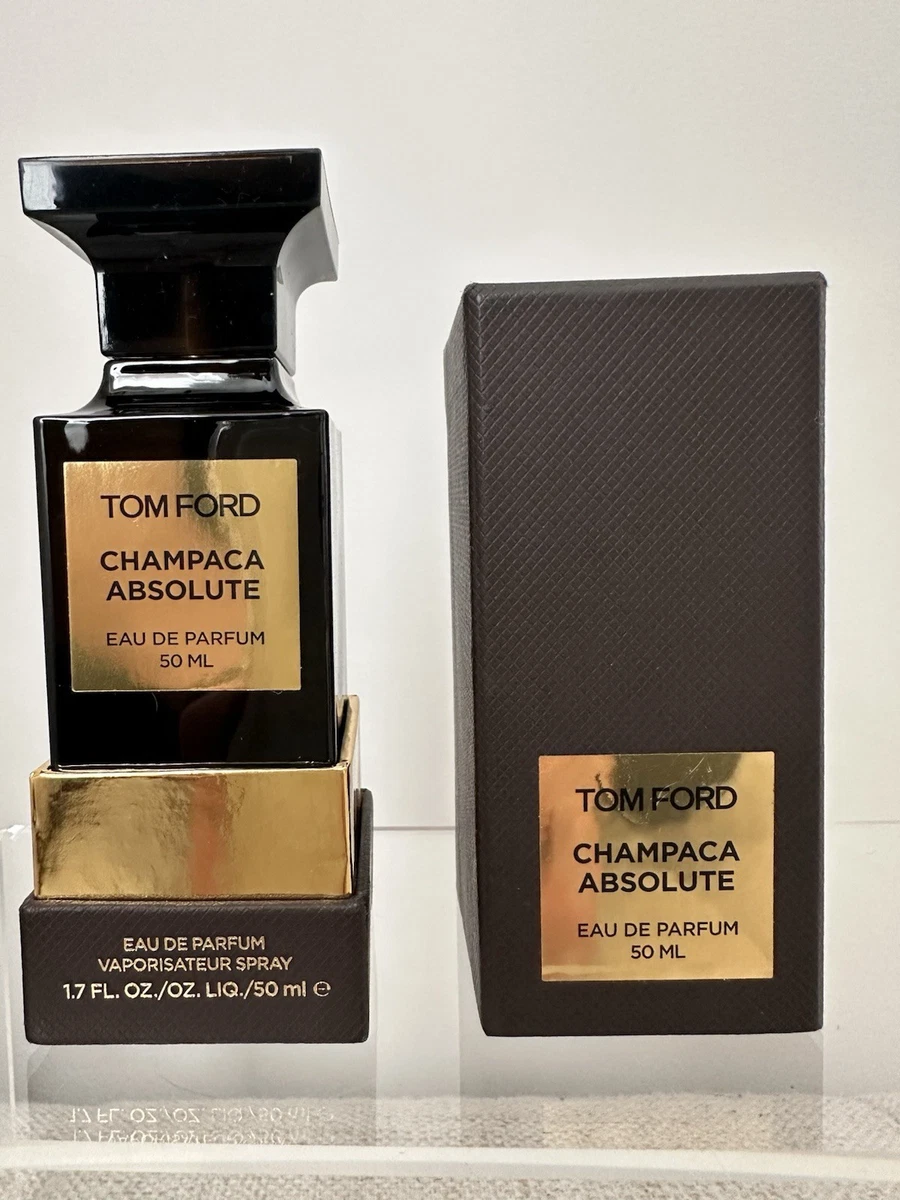 TOM FORD
CHAMPACA
ABSOLUTE
EAU DE PARFUM
50 ML
EAU DE PARFUM
VAPORISATEUR SPRAY
1.7 FL. OZ./OZ. LIQ./50 ml ℮
TOM FORD
CHAMPACA
ABSOLUTE
EAU DE PARFUM
50 ML